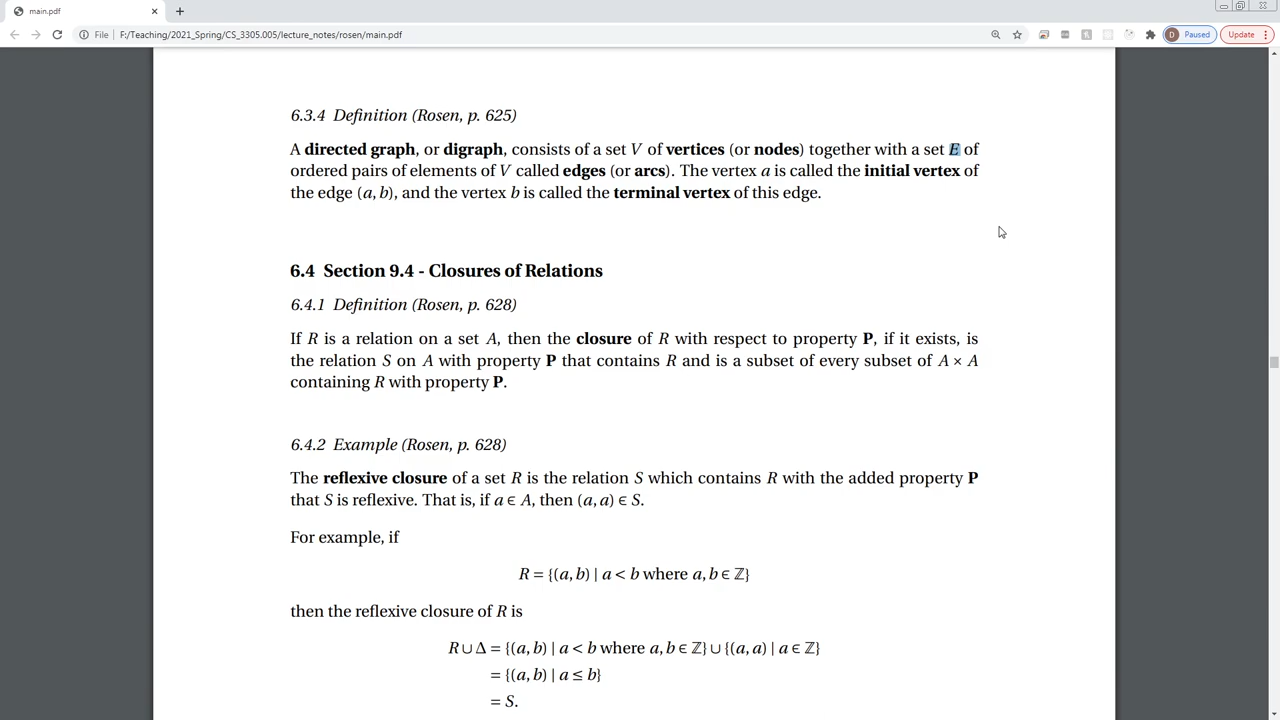 main.pdf
File | F:/Teaching/2021_Spring/CS_3305.005/lecture_notes/rosen/main.pdf
D Paused Update
6.3.4 Definition (Rosen, p. 625)
A directed graph, or digraph, consists of a set V of vertices (or nodes) together with a set E of
ordered pairs of elements of V called edges (or arcs). The vertex a is called the initial vertex of
the edge (a, b), and the vertex b is called the terminal vertex of this edge.
6.4 Section 9.4 - Closures of Relations
6.4.1 Definition (Rosen, p. 628)
If R is a relation on a set A, then the closure of R with respect to property P, if it exists, is
the relation S on A with property P that contains R and is a subset of every subset of A × A
containing R with property P.
6.4.2 Example (Rosen, p. 628)
The reflexive closure of a set R is the relation S which contains R with the added property P
that S is reflexive. That is, if a ∈ A, then (a, a) ∈ S.
For example, if
R = {(a, b) | a < b where a, b ∈ ℤ}
then the reflexive closure of R is
R ∪ Δ = {(a, b) | a < b where a, b ∈ ℤ} ∪ {(a, a) | a ∈ ℤ}
= {(a, b) | a ≤ b}
= S.